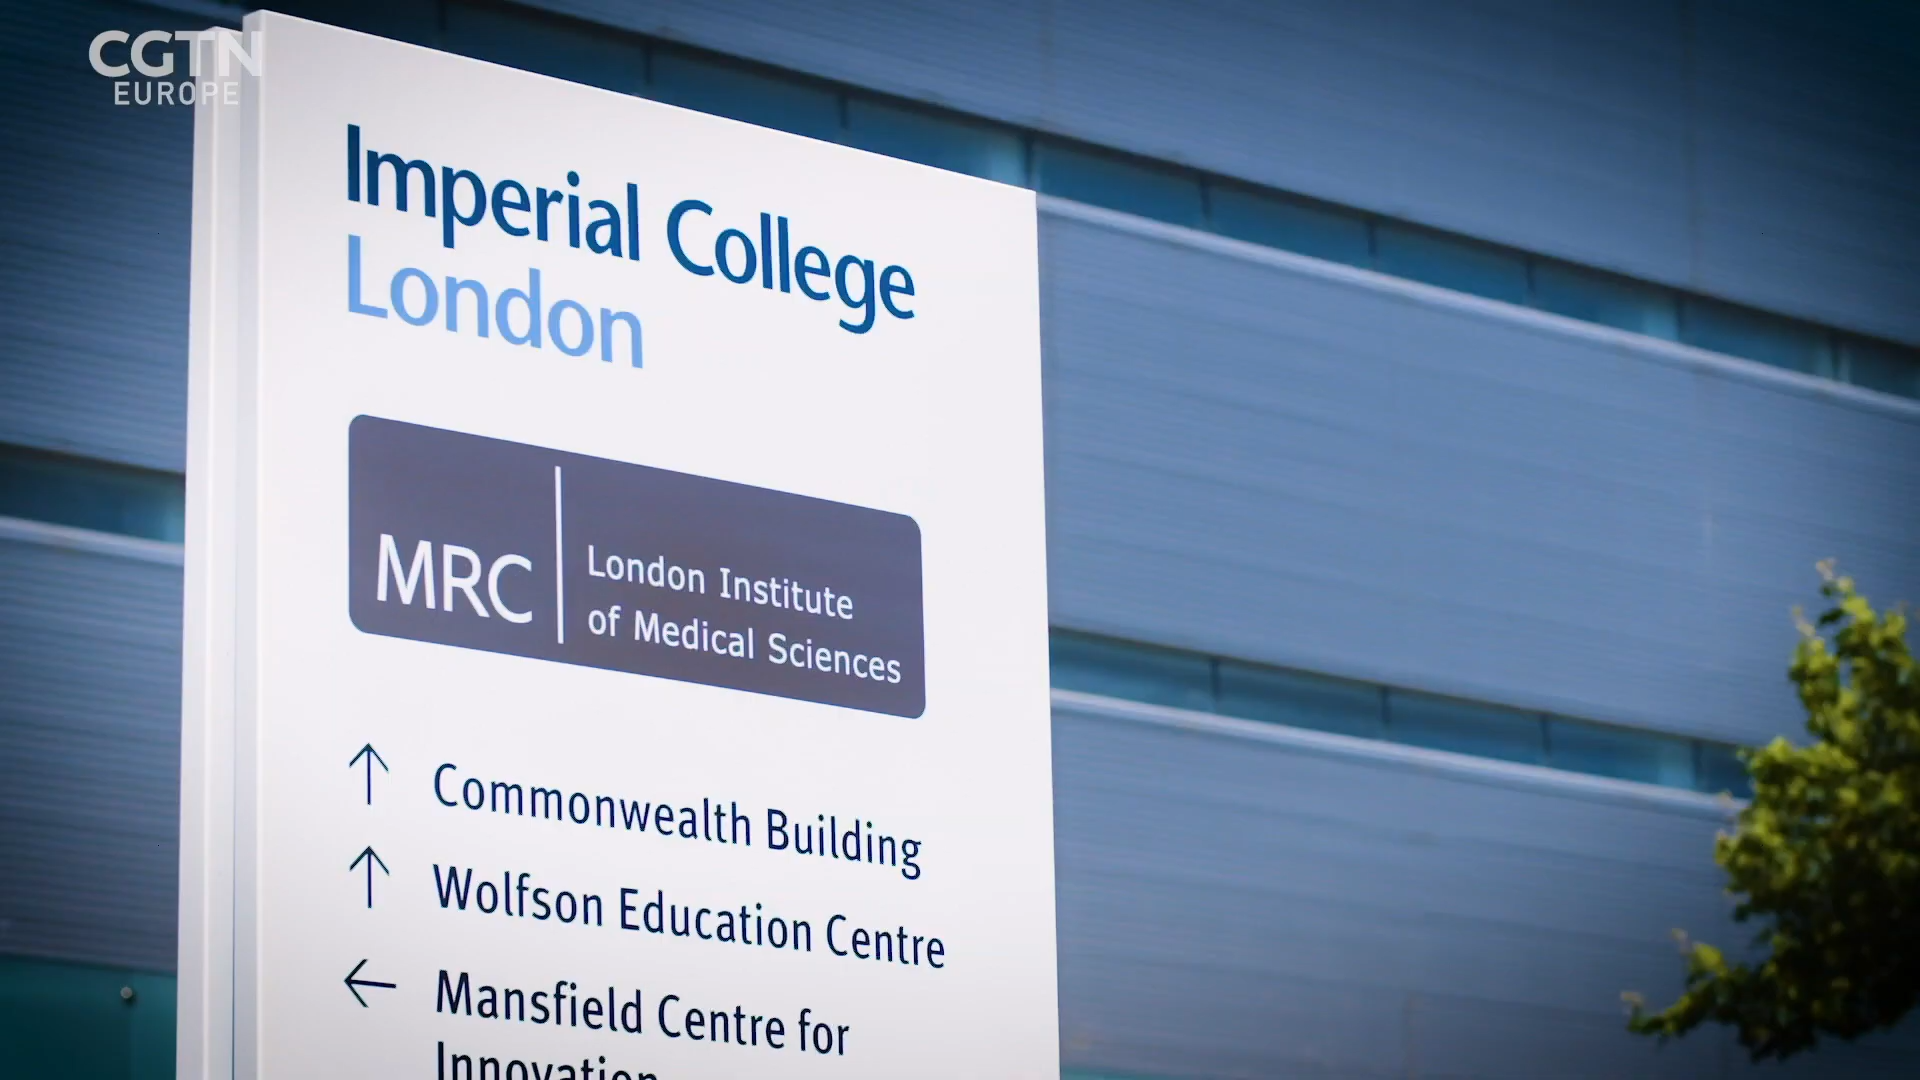 CGTN
EUROPE
Imperial College
London
MRC
London Institute
of Medical Sciences
↑ Commonwealth Building
↑ Wolfson Education Centre
← Mansfield Centre for
Innovation